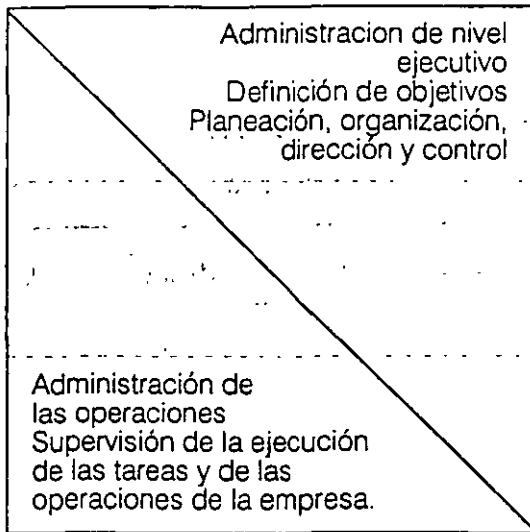 Administracion de nivel
ejecutivo
Definición de objetivos
Planeación, organización,
dirección y control
Administración de
las operaciones
Supervisión de la ejecución
de las tareas y de las
operaciones de la empresa.